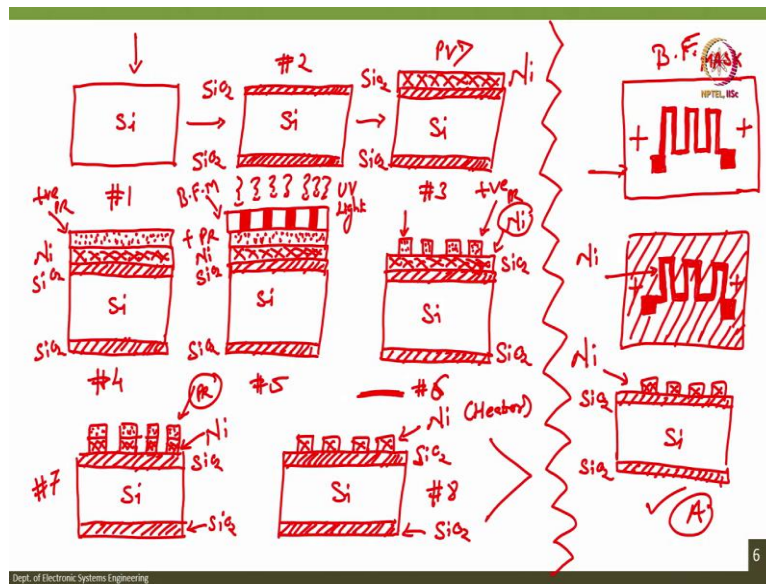 #2
PVD
B.F.
MASK
NPTEL, IISc
SiO2
SiO2
Ni
Si
Si
Si
SiO2
SiO2
#1
#3
+ve PR
B.F.M
UV Light
+ve PR
+ PR
Ni
Ni
Ni
Ni
SiO2
SiO2
SiO2
Si
Si
Si
SiO2
SiO2
SiO2
#4
#5
#6
Ni
PR
Ni
Ni (Heater)
SiO2
SiO2
SiO2
#7
Si
Si
#8
Si
SiO2
SiO2
SiO2
A
6
Dept. of Electronic Systems Engineering